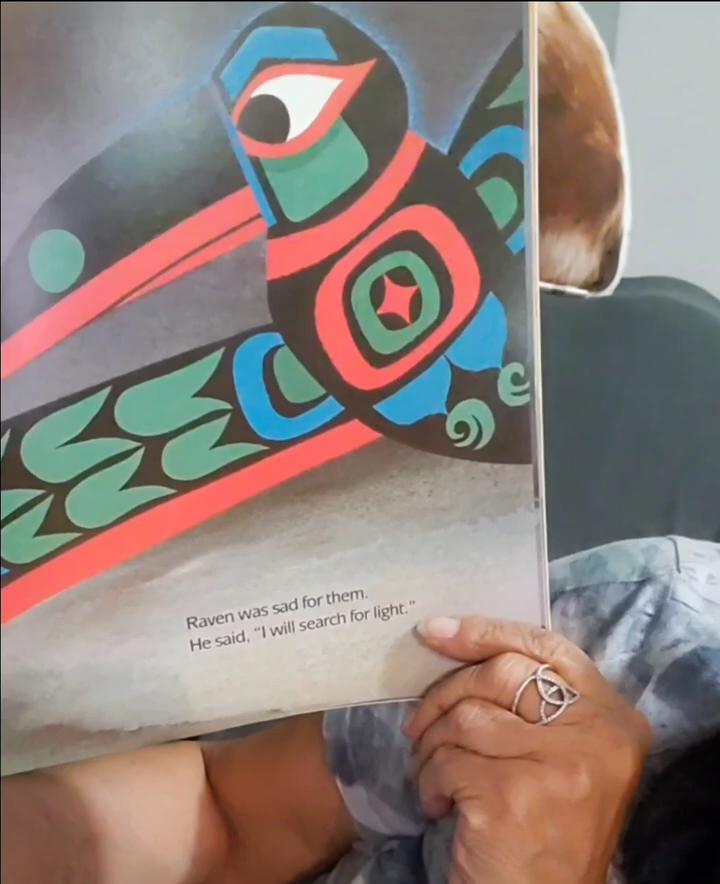 Raven was sad for them.
He said, “I will search for light.”